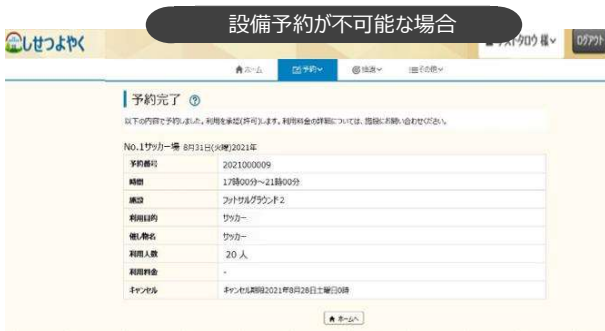 設備予約が不可能な場合
しせつよやく
テストタロウ 様
ログアウト
ホーム 予約 抽選 その他
予約完了 ?
以下の内容で予約しました。利用を承認(許可)します。利用料金の詳細については、施設にお問い合わせください。
No.1サッカー場 8月31日(火曜)2021年
予約番号 2021000009
時間 17時00分～21時00分
施設 フットサルグラウンド2
利用目的 サッカー
催し物名 サッカー
利用人数 20 人
利用料金 -
キャンセル キャンセル期限2021年8月28日土曜日0時
ホームへ